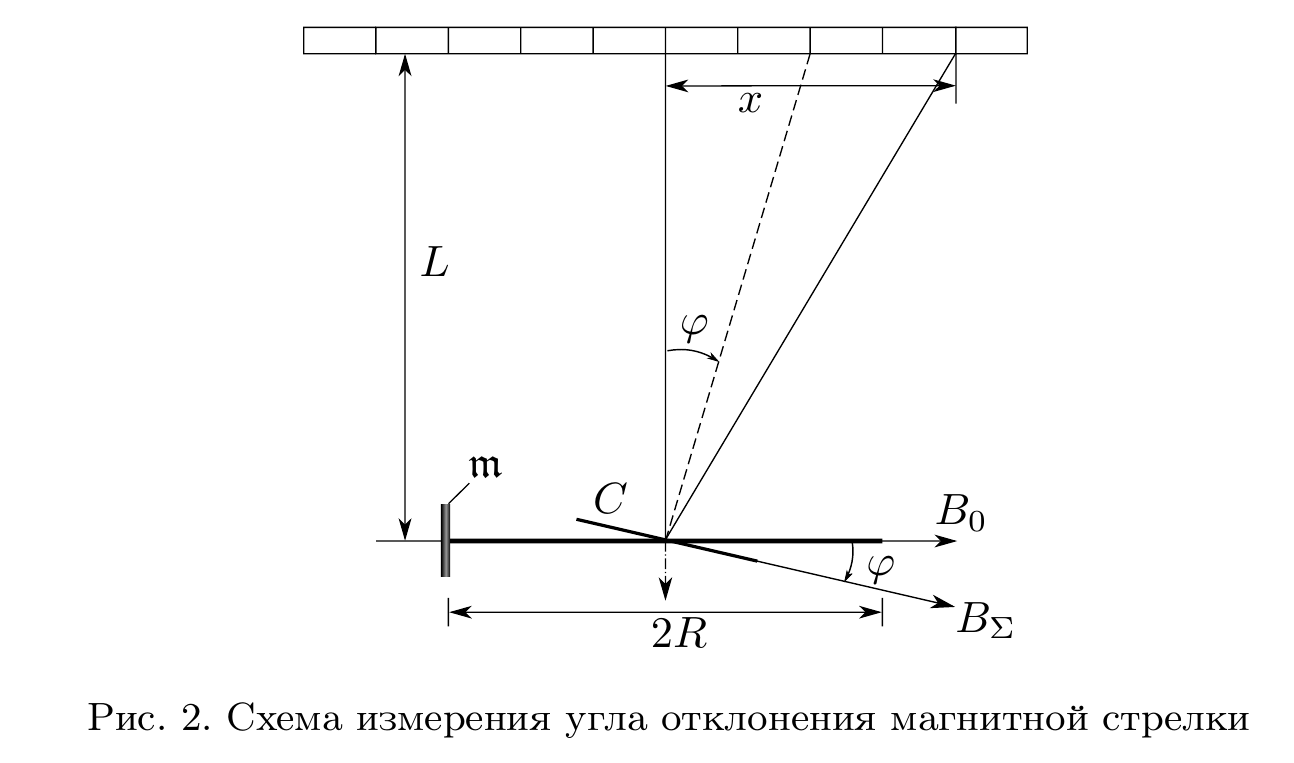 x
L
φ
𝔪
C
B₀
φ
B_Σ
2R
Рис. 2. Схема измерения угла отклонения магнитной стрелки